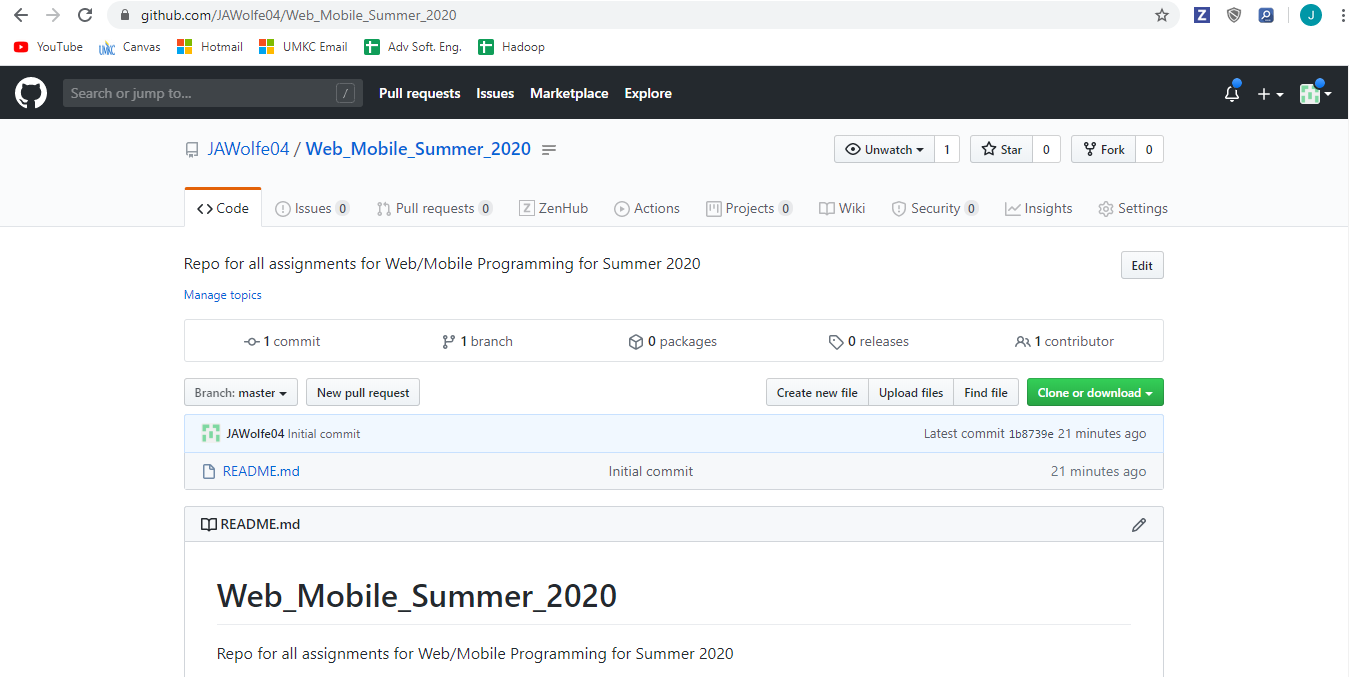 github.com/JAWolfe04/Web_Mobile_Summer_2020 Z J
YouTube UMKC Canvas Hotmail UMKC Email Adv Soft. Eng. Hadoop
Search or jump to... / Pull requests Issues Marketplace Explore
JAWolfe04 / Web_Mobile_Summer_2020 Unwatch 1 Star 0 Fork 0
Code Issues 0 Pull requests 0 Z ZenHub Actions Projects 0 Wiki Security 0 Insights Settings
Repo for all assignments for Web/Mobile Programming for Summer 2020 Edit
Manage topics
1 commit 1 branch 0 packages 0 releases 1 contributor
Branch: master New pull request Create new file Upload files Find file Clone or download
JAWolfe04 Initial commit Latest commit 1b8739e 21 minutes ago
README.md Initial commit 21 minutes ago
README.md
Web_Mobile_Summer_2020
Repo for all assignments for Web/Mobile Programming for Summer 2020